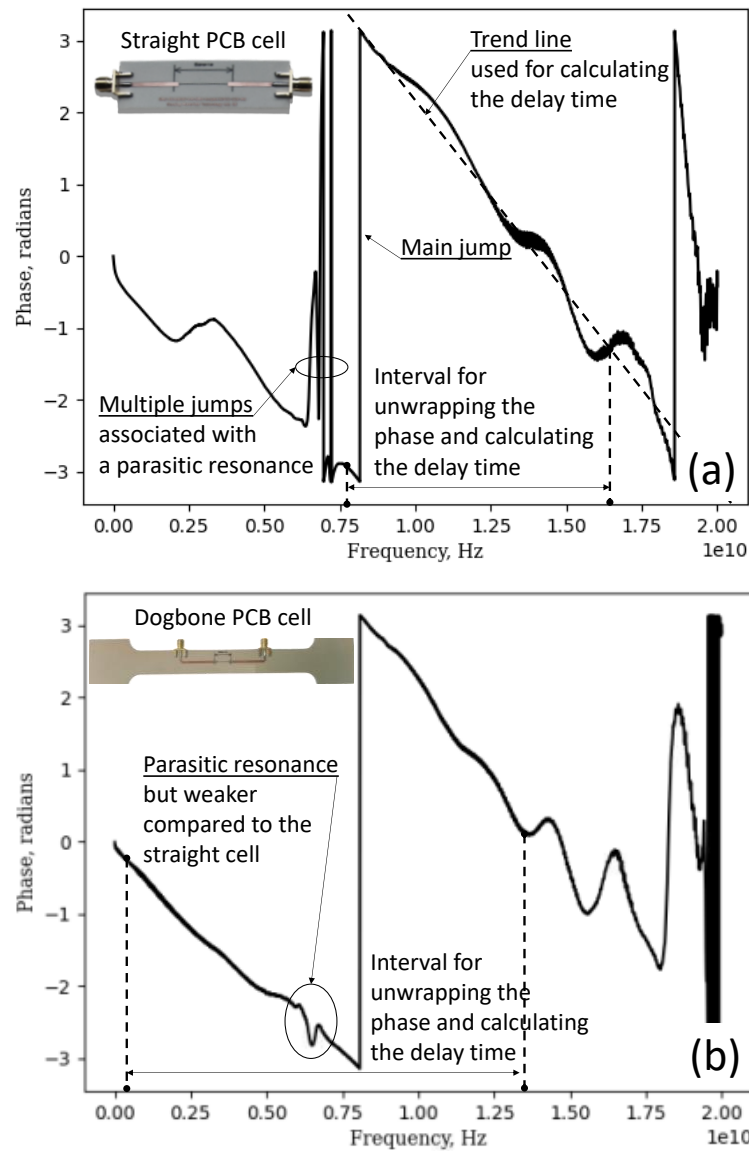 Straight PCB cell
Trend line
used for calculating
the delay time
Main jump
Multiple jumps
associated with
a parasitic resonance
Interval for
unwrapping the
phase and calculating
the delay time
(a)
Phase, radians
3
2
1
0
−1
−2
−3
0.00
0.25
0.50
0.75
1.00
1.25
1.50
1.75
2.00
1e10
Frequency, Hz
Dogbone PCB cell
Parasitic resonance
but weaker
compared to the
straight cell
Interval for
unwrapping the
phase and calculating
the delay time
(b)
Phase, radians
3
2
1
0
−1
−2
−3
0.00
0.25
0.50
0.75
1.00
1.25
1.50
1.75
2.00
1e10
Frequency, Hz